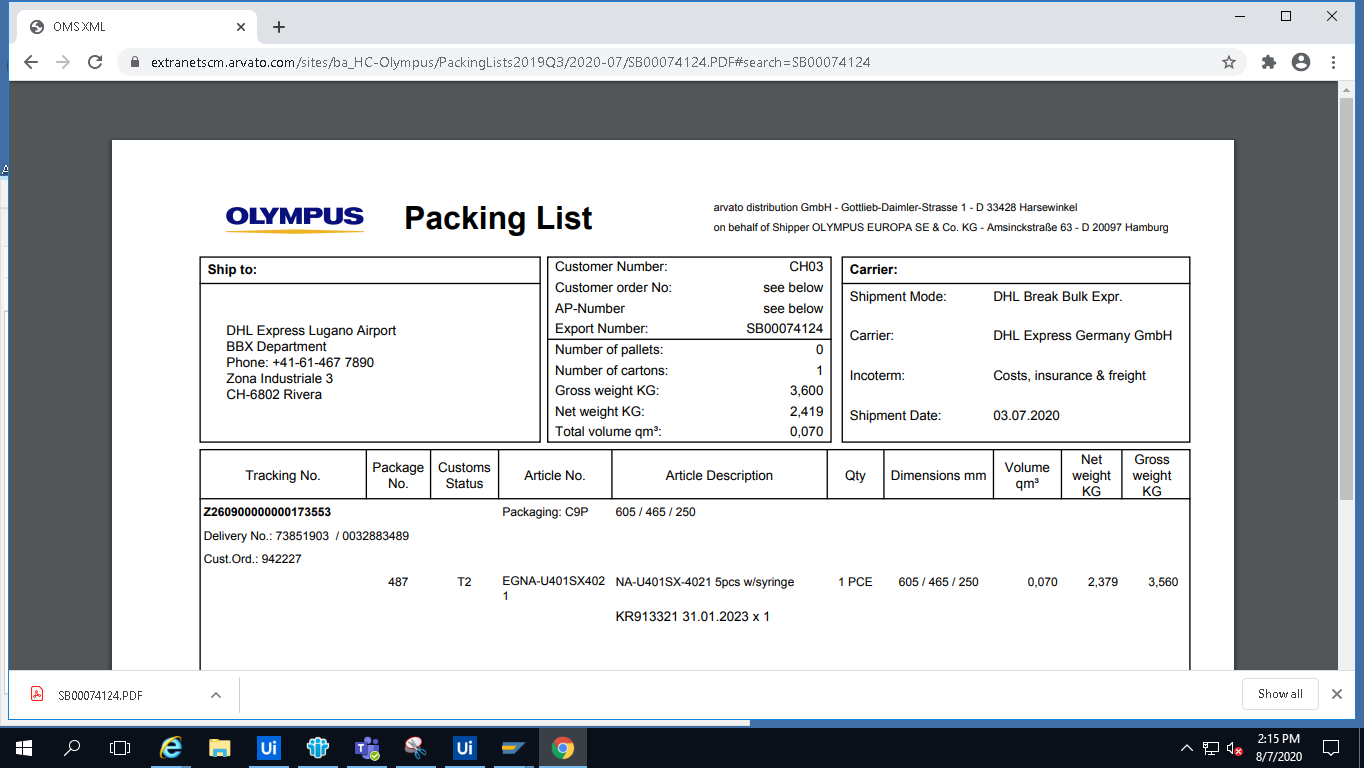 OMS XML
extranetscm.arvato.com/sites/ba_HC-Olympus/PackingLists2019Q3/2020-07/SB00074124.PDF#search=SB00074124
OLYMPUS
Packing List
arvato distribution GmbH - Gottlieb-Daimler-Strasse 1 - D 33428 Harsewinkel
on behalf of Shipper OLYMPUS EUROPA SE & Co. KG - Amsinckstraße 63 - D 20097 Hamburg
Ship to:
DHL Express Lugano Airport
BBX Department
Phone: +41-61-467 7890
Zona Industriale 3
CH-6802 Rivera
Customer Number: CH03
Customer order No: see below
AP-Number see below
Export Number: SB00074124
Number of pallets: 0
Number of cartons: 1
Gross weight KG: 3,600
Net weight KG: 2,419
Total volume qm³: 0,070
Carrier:
Shipment Mode: DHL Break Bulk Expr.
Carrier: DHL Express Germany GmbH
Incoterm: Costs, insurance & freight
Shipment Date: 03.07.2020
Tracking No. Package No. Customs Status Article No. Article Description Qty Dimensions mm Volume qm³ Net weight KG Gross weight KG
Z260900000000173553 Packaging: C9P 605 / 465 / 250
Delivery No.: 73851903 / 0032883489
Cust.Ord.: 942227
487 T2 EGNA-U401SX402 NA-U401SX-4021 5pcs w/syringe 1 PCE 605 / 465 / 250 0,070 2,379 3,560
1
KR913321 31.01.2023 x 1
SB00074124.PDF
Show all
Ui
Ui
2:15 PM
8/7/2020